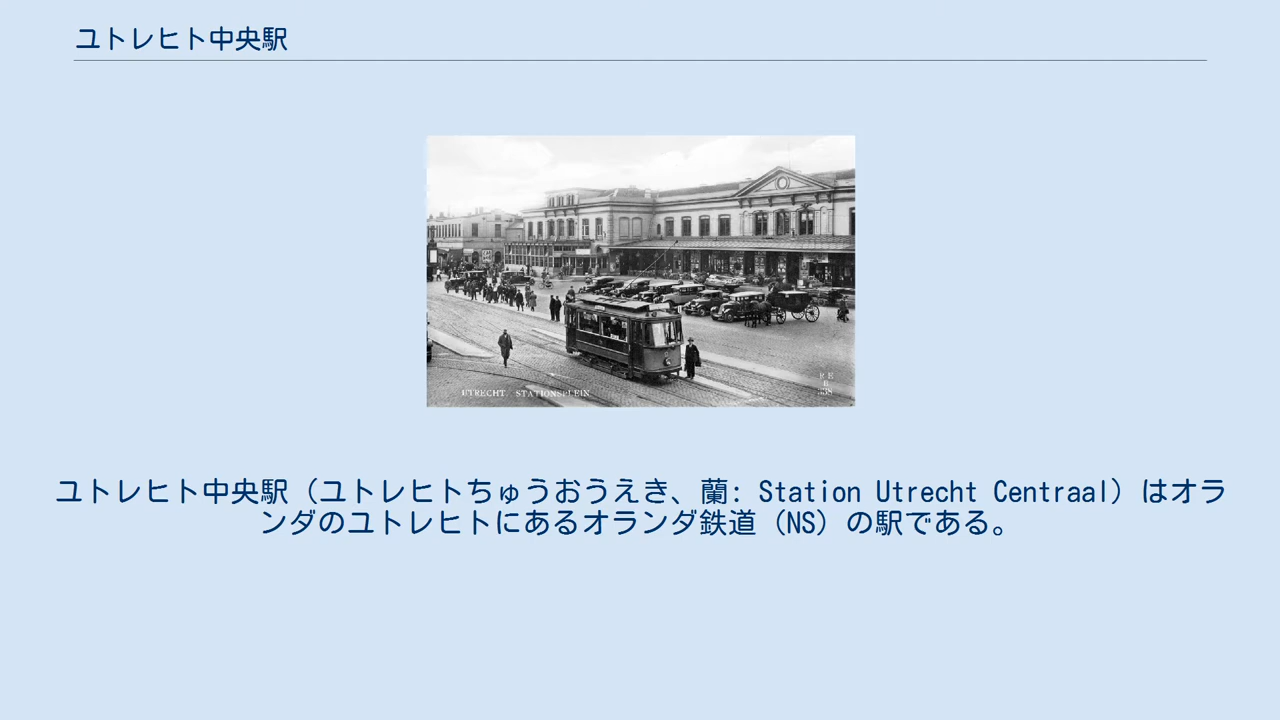 ユトレヒト中央駅
UTRECHT STATIONSPLEIN
ユトレヒト中央駅（ユトレヒトちゅうおうえき、蘭: Station Utrecht Centraal）はオラ
ンダのユトレヒトにあるオランダ鉄道（NS）の駅である。